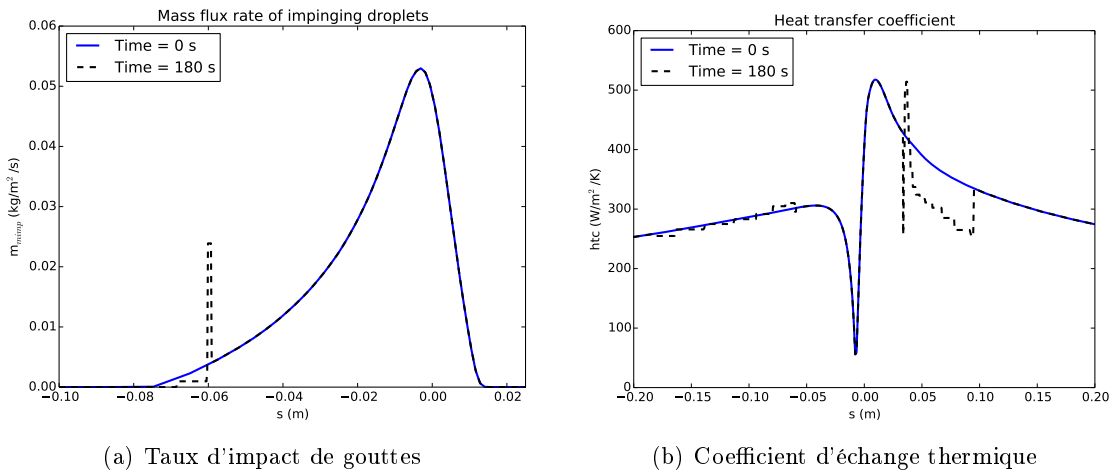 Mass flux rate of impinging droplets
0.06
0.05
0.04
0.03
0.02
0.01
0.00
m_mimp (kg/m² /s)
Time = 0 s
Time = 180 s
−0.10 −0.08 −0.06 −0.04 −0.02 0.00 0.02
s (m)
(a) Taux d'impact de gouttes
Heat transfer coefficient
600
500
400
300
200
100
0
htc (W/m² /K)
Time = 0 s
Time = 180 s
−0.20 −0.15 −0.10 −0.05 0.00 0.05 0.10 0.15 0.20
s (m)
(b) Coefficient d'échange thermique